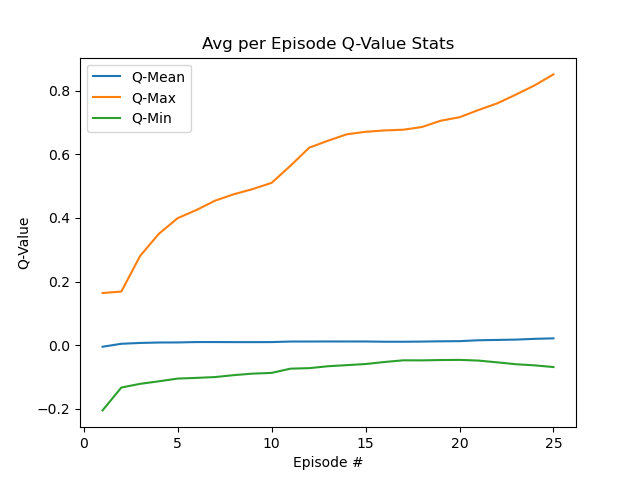 Avg per Episode Q-Value Stats
Q-Mean
Q-Max
Q-Min
Q-Value
0.8
0.6
0.4
0.2
0.0
−0.2
0 5 10 15 20 25
Episode #